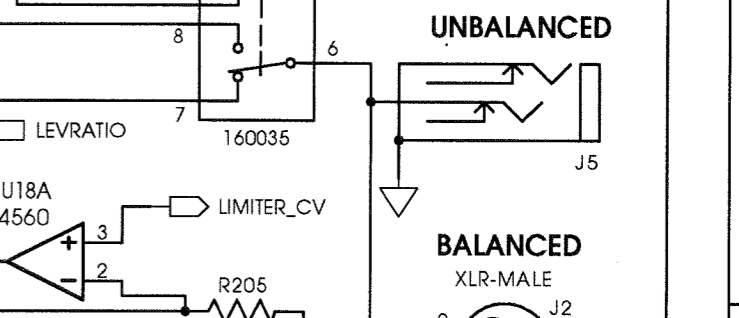 UNBALANCED
8
6
7
LEVRATIO
160035
J5
U18A
4560
LIMITER_CV
3
+
2
−
BALANCED
XLR-MALE
R205
J2